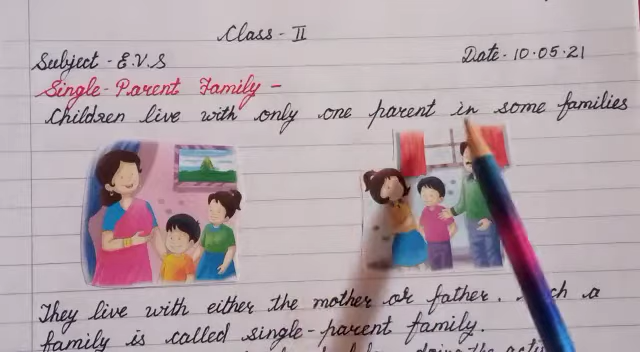 Class - II
Subject - E.V.S Date - 10.05.21
Single-Parent Family -
Children live with only one parent in some families
They live with either the mother or father. a
family is called single-parent family.